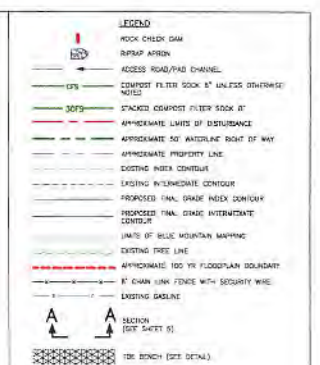 LEGEND
ROCK CHECK DAM
RIPRAP APRON
ACCESS ROAD/PAD CHANNEL
CFS
COMPOST FILTER SOCK 8" UNLESS OTHERWISE
NOTED
3CFS
STACKED COMPOST FILTER SOCK 8"
APPROXIMATE LIMITS OF DISTURBANCE
APPROXIMATE 50' WATERLINE RIGHT OF WAY
APPROXIMATE PROPERTY LINE
EXISTING INDEX CONTOUR
EXISTING INTERMEDIATE CONTOUR
PROPOSED FINAL GRADE INDEX CONTOUR
PROPOSED FINAL GRADE INTERMEDIATE
CONTOUR
LIMITS OF BLUE MOUNTAIN MAPPING
EXISTING TREE LINE
APPROXIMATE 100 YR FLOODPLAIN BOUNDARY
8' CHAIN LINK FENCE WITH SECURITY WIRE
EXISTING GASLINE
A A SECTION
(SEE SHEET 5)
TOE BENCH (SEE DETAIL)